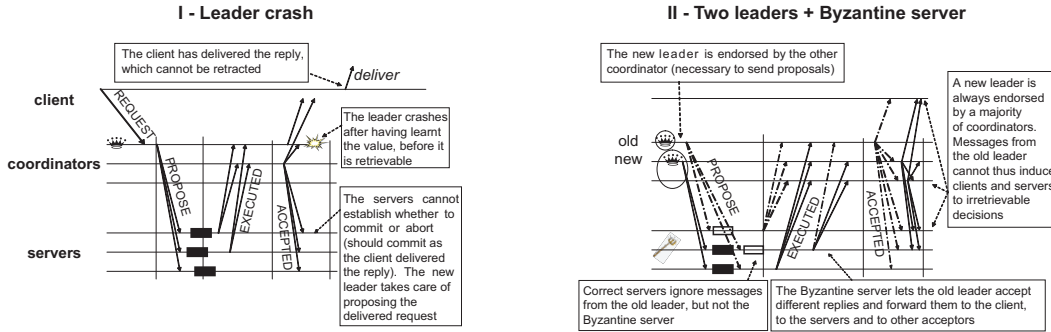 I - Leader crash
The client has delivered the reply,
which cannot be retracted
deliver
client
REQUEST
The leader crashes
after having learnt
the value, before it
is retrievable
coordinators
PROPOSE
EXECUTED
ACCEPTED
The servers cannot
establish whether to
commit or abort
(should commit as
the client delivered
the reply). The new
leader takes care of
proposing the
delivered request
servers
II - Two leaders + Byzantine server
The new leader is endorsed by the other
coordinator (necessary to send proposals)
A new leader is
always endorsed
by a majority
of coordinators.
Messages from
the old leader
cannot thus induce
clients and servers
to irretrievable
decisions
old
new
PROPOSE
EXECUTED
ACCEPTED
Correct servers ignore messages
from the old leader, but not the
Byzantine server
The Byzantine server lets the old leader accept
different replies and forward them to the client,
to the servers and to other acceptors